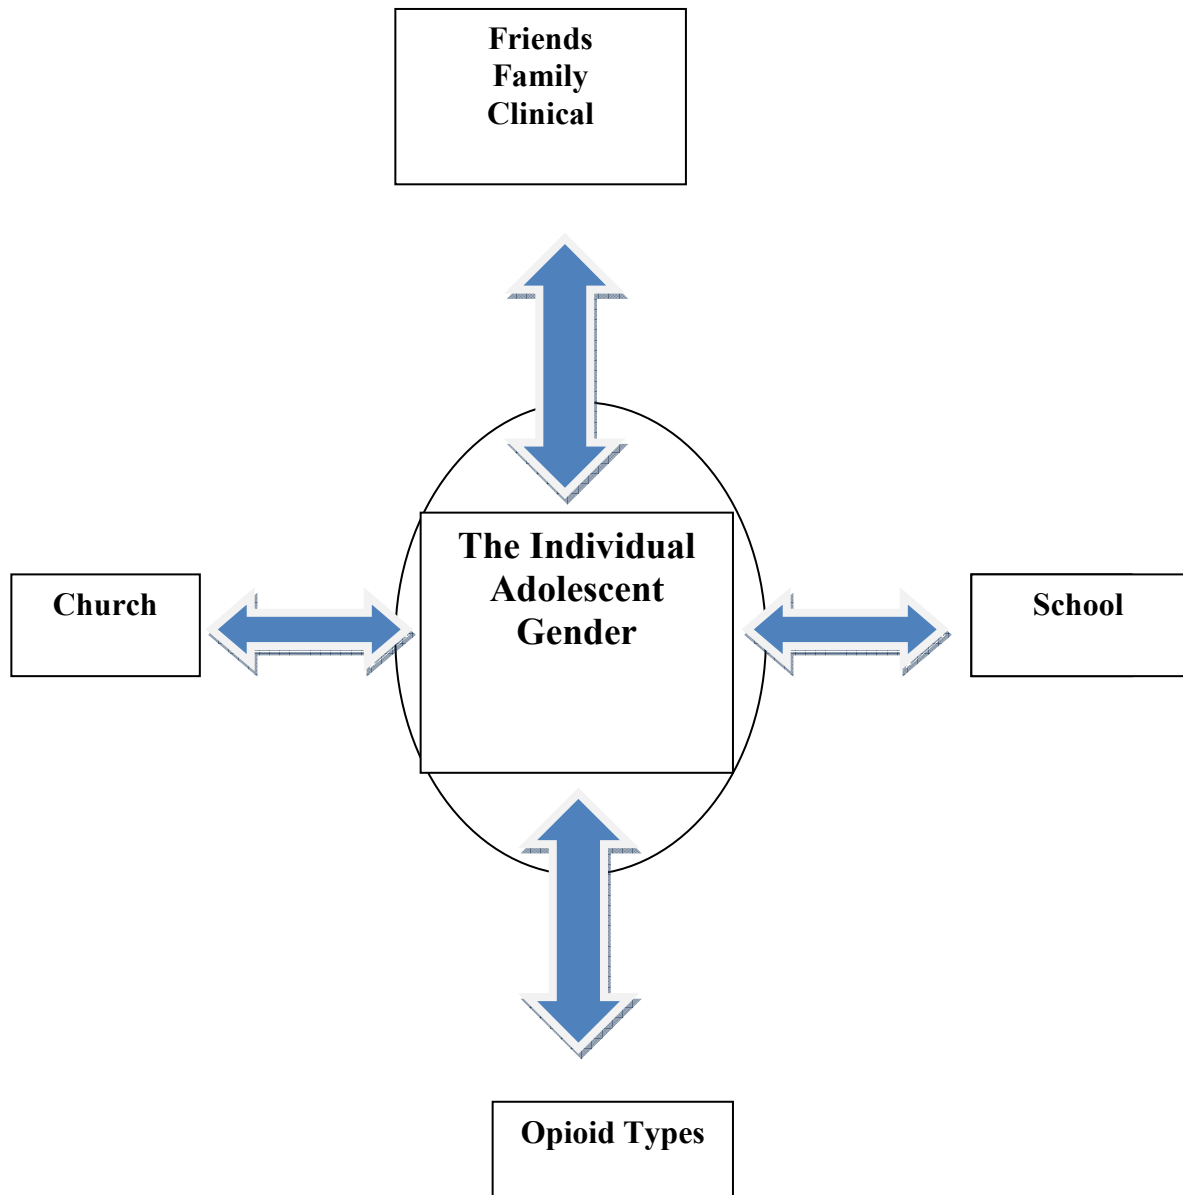 Friends
Family
Clinical
The Individual
Adolescent
Gender
Church
School
Opioid Types